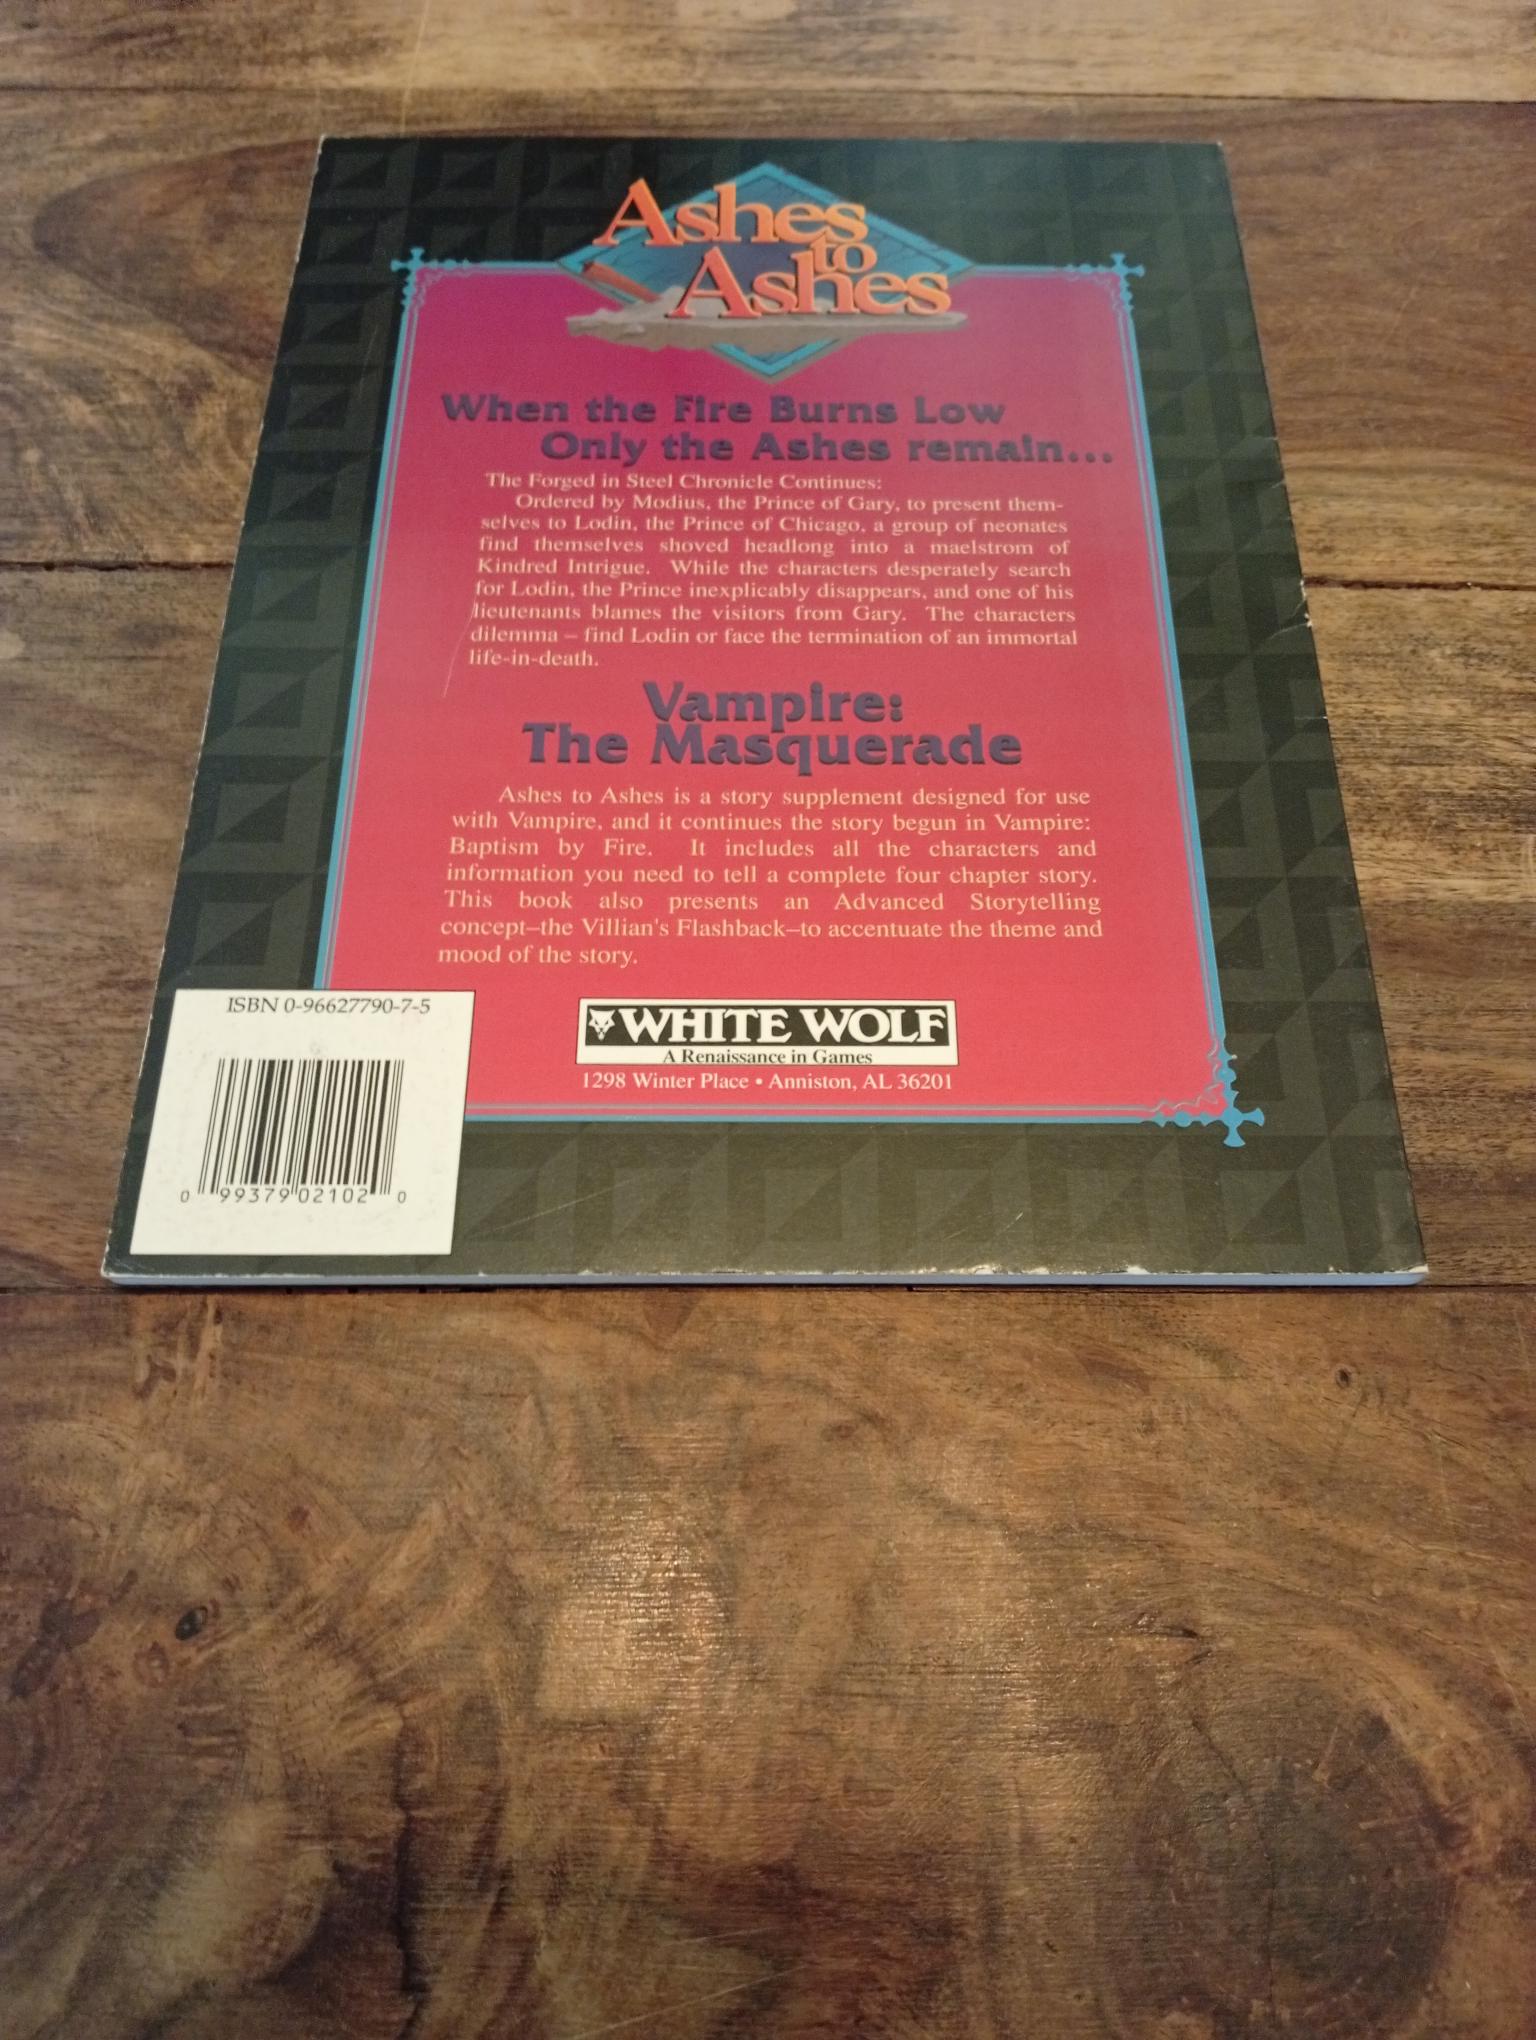 Ashes
to
Ashes
When the Fire Burns Low
Only the Ashes remain...
The Forged in Steel Chronicle Continues:
Ordered by Modius, the Prince of Gary, to present them-
selves to Lodin, the Prince of Chicago, a group of neonates
find themselves shoved headlong into a maelstrom of
Kindred Intrigue. While the characters desperately search
for Lodin, the Prince inexplicably disappears, and one of his
lieutenants blames the visitors from Gary. The characters
dilemma – find Lodin or face the termination of an immortal
life-in-death.
Vampire:
The Masquerade
Ashes to Ashes is a story supplement designed for use
with Vampire, and it continues the story begun in Vampire:
Baptism by Fire. It includes all the characters and
information you need to tell a complete four chapter story.
This book also presents an Advanced Storytelling
concept–the Villian's Flashback–to accentuate the theme and
mood of the story.
ISBN 0-96627790-7-5
WHITE WOLF
A Renaissance in Games
1298 Winter Place • Anniston, AL 36201
0 99379 02102 0